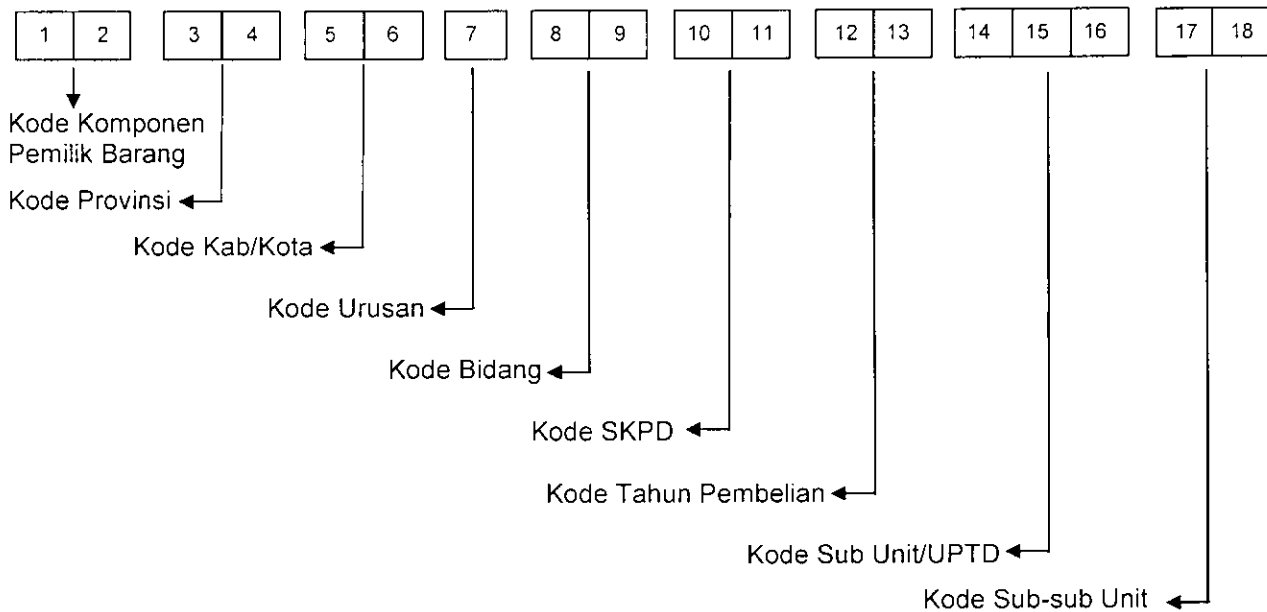 1 2 3 4 5 6 7 8 9 10 11 12 13 14 15 16 17 18
Kode Komponen
Pemilik Barang
Kode Provinsi
Kode Kab/Kota
Kode Urusan
Kode Bidang
Kode SKPD
Kode Tahun Pembelian
Kode Sub Unit/UPTD
Kode Sub-sub Unit